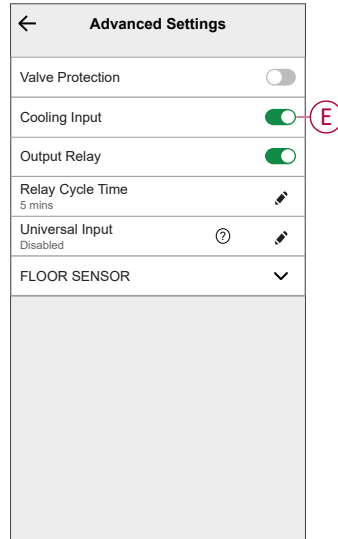 Advanced Settings
Valve Protection
Cooling Input
E
Output Relay
Relay Cycle Time
5 mins
Universal Input
Disabled
?
FLOOR SENSOR